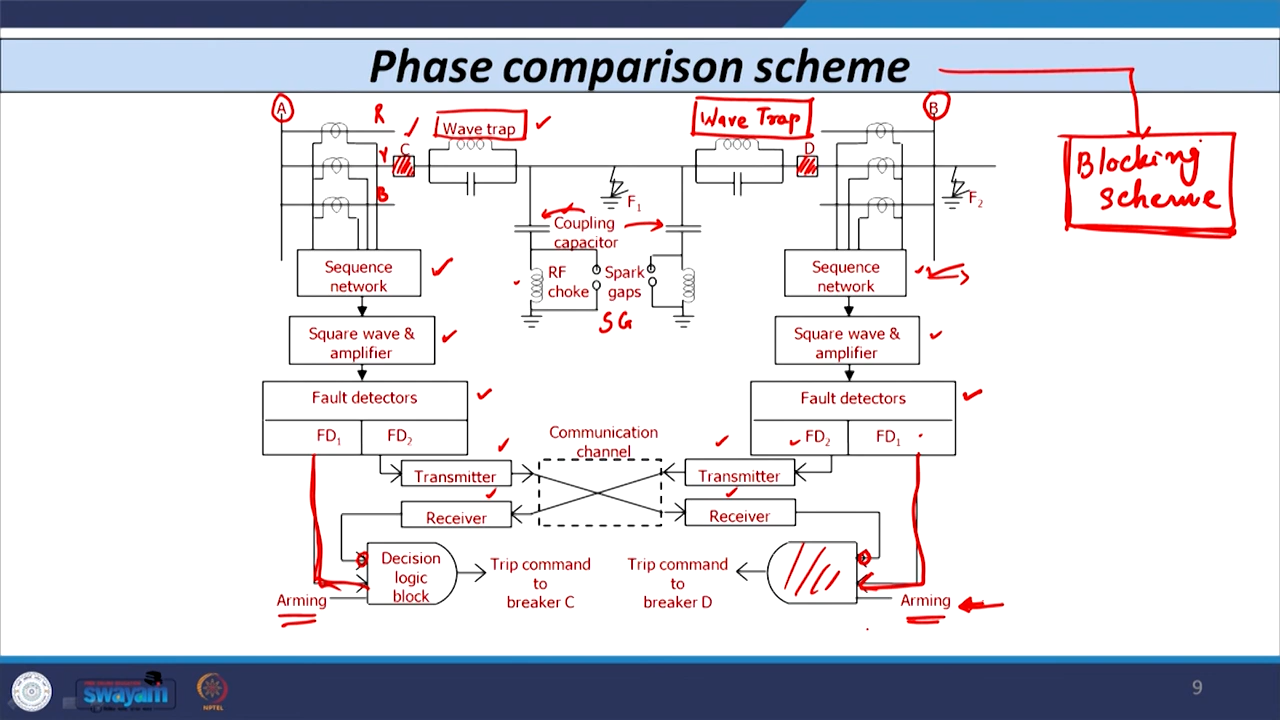 Phase comparison scheme
A
R
Wave trap
Wave Trap
B
C
Y
D
Blocking
scheme
B
F1
F2
Coupling
capacitor
Sequence
network
RF
choke
Spark
gaps
SG
Sequence
network
Square wave &
amplifier
Square wave &
amplifier
Fault detectors
Fault detectors
FD1
FD2
Communication
channel
FD2
FD1
Transmitter
Transmitter
Receiver
Receiver
Decision
logic
block
Trip command
to
breaker C
Trip command
to
breaker D
Arming
Arming
swayam
NPTEL
9